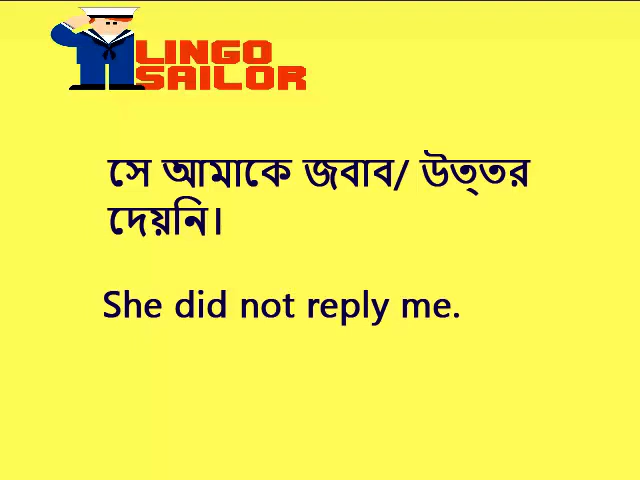 LINGO
SAILOR
সে আমাকে জবাব/ উত্‌তর
দেয়নি।
She did not reply me.